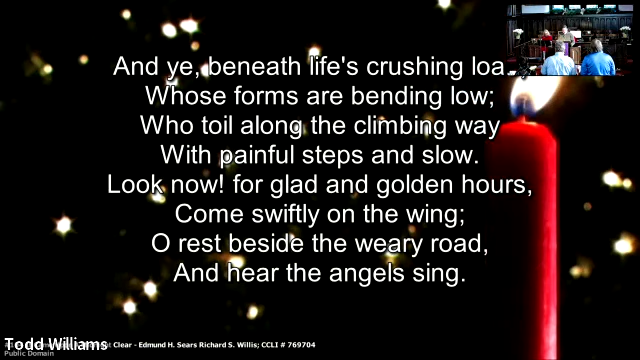 And ye, beneath life's crushing loa
Whose forms are bending low;
Who toil along the climbing way
With painful steps and slow.
Look now! for glad and golden hours,
Come swiftly on the wing;
O rest beside the weary road,
And hear the angels sing.
Todd Williams
Clear - Edmund H. Sears Richard S. Willis; CCLI # 769704
Public Domain